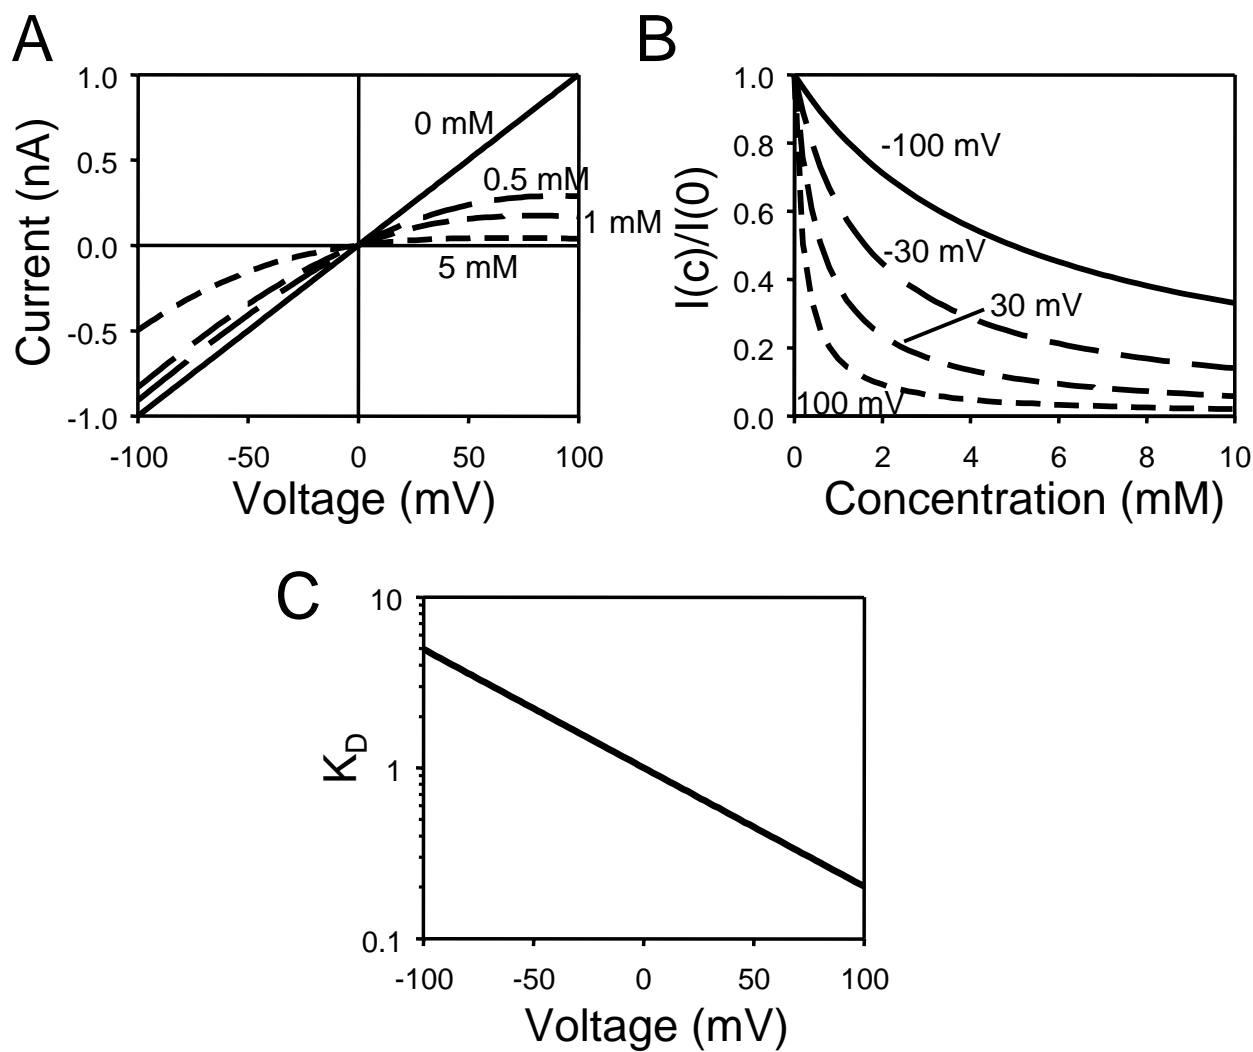 A
1.0
0.5
0.0
-0.5
-1.0
Current (nA)
0 mM
0.5 mM
1 mM
5 mM
-100 -50 0 50 100
Voltage (mV)
B
1.0
0.8
0.6
0.4
0.2
0.0
I(c)/I(0)
-100 mV
-30 mV
30 mV
100 mV
0 2 4 6 8 10
Concentration (mM)
C
10
1
0.1
KD
-100 -50 0 50 100
Voltage (mV)